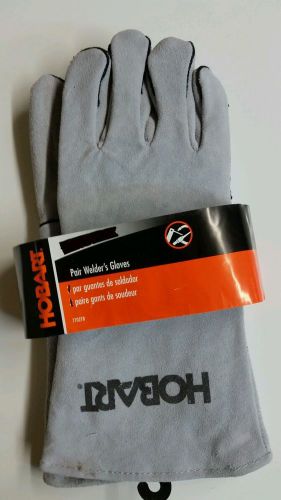 HOBART
Pair Welder's Gloves
par guantes de soldador
paire gants de soudeur
HOBART®